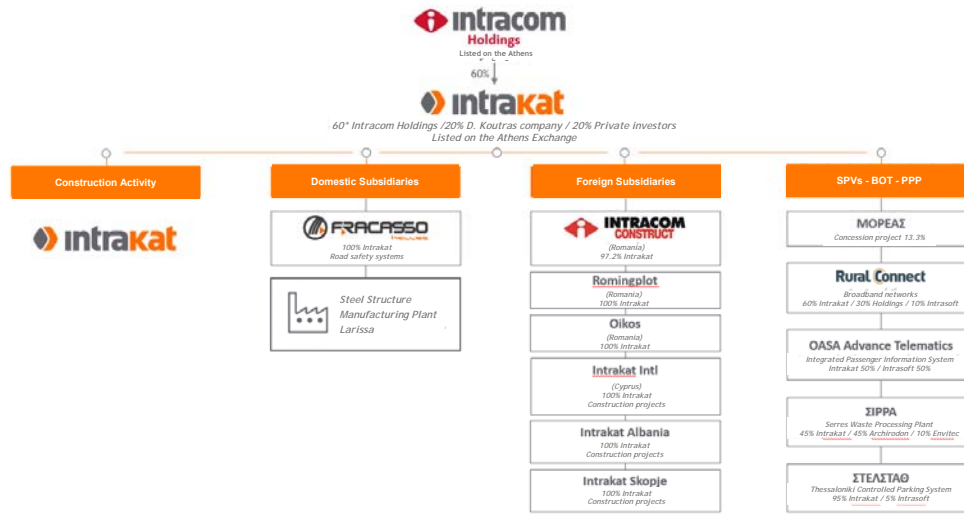 intracom
Holdings
Listed on the Athens
60%
intrakat
60* Intracom Holdings /20% D. Koutras company / 20% Private investors
Listed on the Athens Exchange
Construction Activity
intrakat
Domestic Subsidiaries
FRACASSO
100% Intrakat
Road safety systems
Steel Structure
Manufacturing Plant
Larissa
Foreign Subsidiaries
INTRACOM
CONSTRUCT
(Romania)
97.2% Intrakat
Romingplot
(Romania)
100% Intrakat
Oikos
(Romania)
100% Intrakat
Intrakat Intl
(Cyprus)
100% Intrakat
Construction projects
Intrakat Albania
100% Intrakat
Construction projects
Intrakat Skopje
100% Intrakat
Construction projects
SPVs - BOT - PPP
ΜΟΡΕΑΣ
Concession project 13.3%
Rural Connect
Broadband networks
60% Intrakat / 30% Holdings / 10% Intrasoft
OASA Advance Telematics
Integrated Passenger Information System
Intrakat 50% / Intrasoft 50%
ΣΙΡΡΑ
Serres Waste Processing Plant
45% Intrakat / 45% Archirodon / 10% Envitec
ΣΤΕΛΣΤΑΘ
Thessaloniki Controlled Parking System
95% Intrakat / 5% Intrasoft